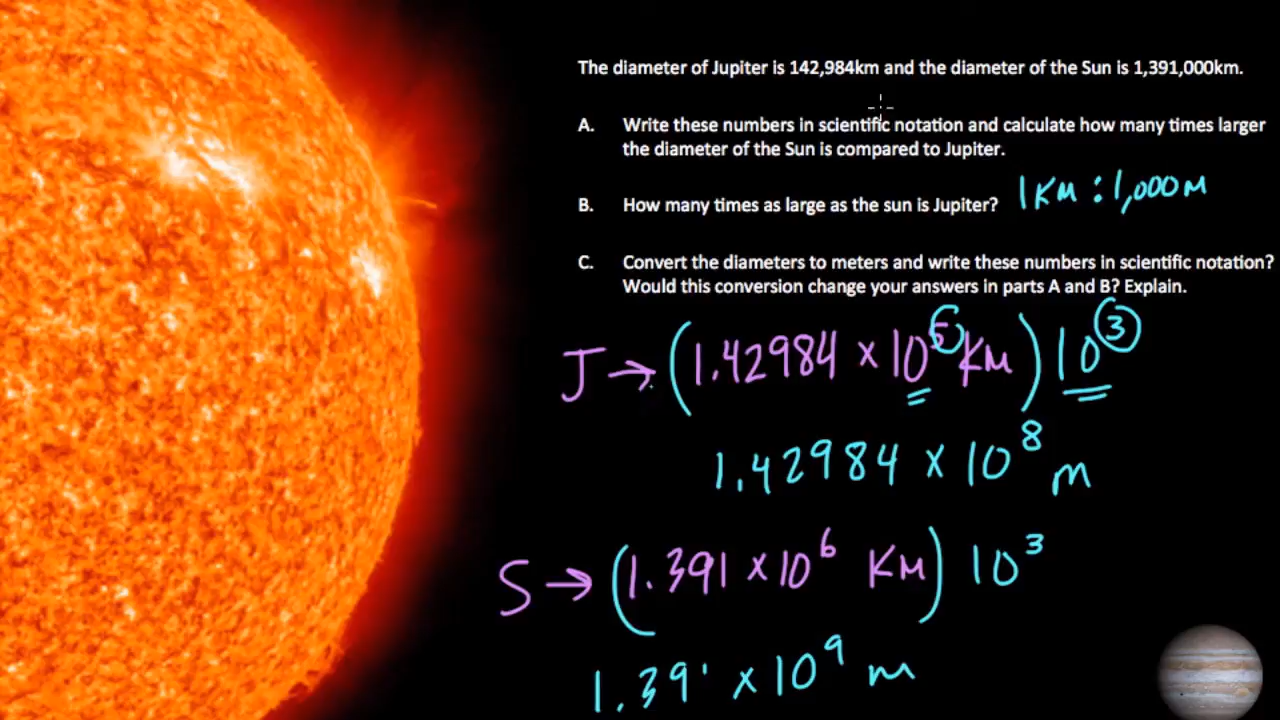 The diameter of Jupiter is 142,984km and the diameter of the Sun is 1,391,000km.
A. Write these numbers in scientific notation and calculate how many times larger
the diameter of the Sun is compared to Jupiter.
B. How many times as large as the sun is Jupiter? 1 KM : 1,000 M
C. Convert the diameters to meters and write these numbers in scientific notation?
Would this conversion change your answers in parts A and B? Explain.
J → (1.42984 × 10⁵ KM) 10³
1.42984 × 10⁸ m
S → (1.391 × 10⁶ KM) 10³
1.39' × 10⁹ m